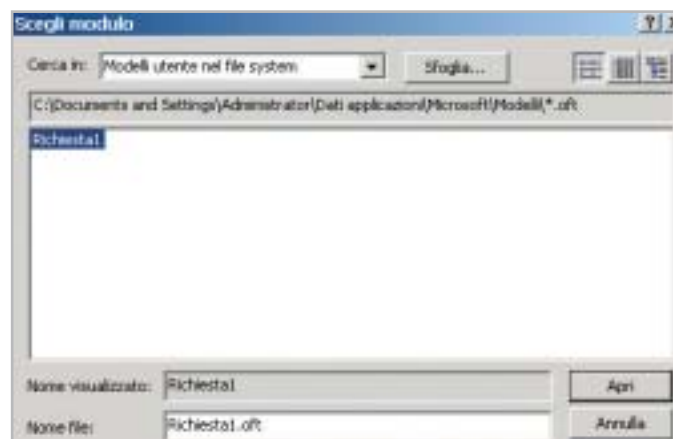 Scegli modulo
Cerca in: Modelli utente nel file system Sfoglia...
C:\Documents and Settings\Administrator\Dati applicazioni\Microsoft\Modelli\*.oft
Richiesta1
Nome visualizzato: Richiesta1 Apri
Nome file: Richiesta1.oft Annulla